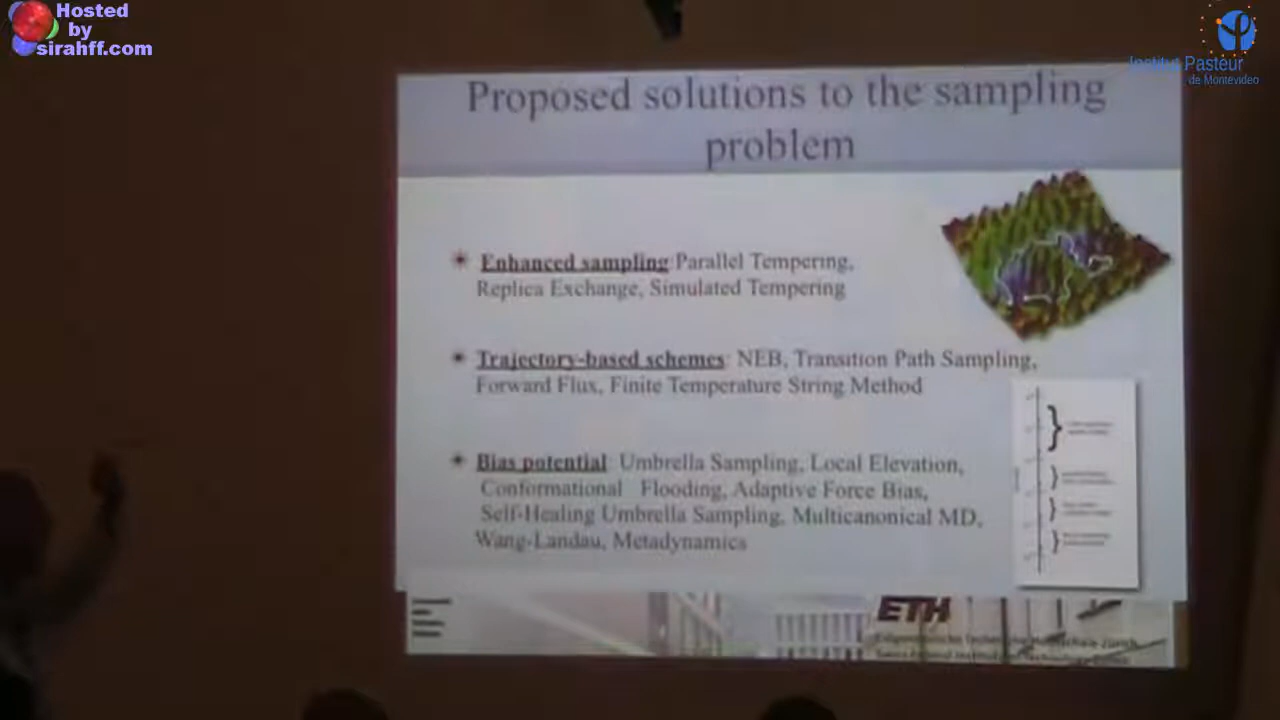 Hosted
by
sirahff.com
Institut Pasteur
de Montevideo
Proposed solutions to the sampling
problem
Enhanced sampling: Parallel Tempering,
Replica Exchange, Simulated Tempering
Trajectory-based schemes: NEB, Transition Path Sampling,
Forward Flux, Finite Temperature String Method
Bias potential: Umbrella Sampling, Local Elevation,
Conformational Flooding, Adaptive Force Bias,
Self-Healing Umbrella Sampling, Multicanonical MD,
Wang-Landau, Metadynamics
ETH